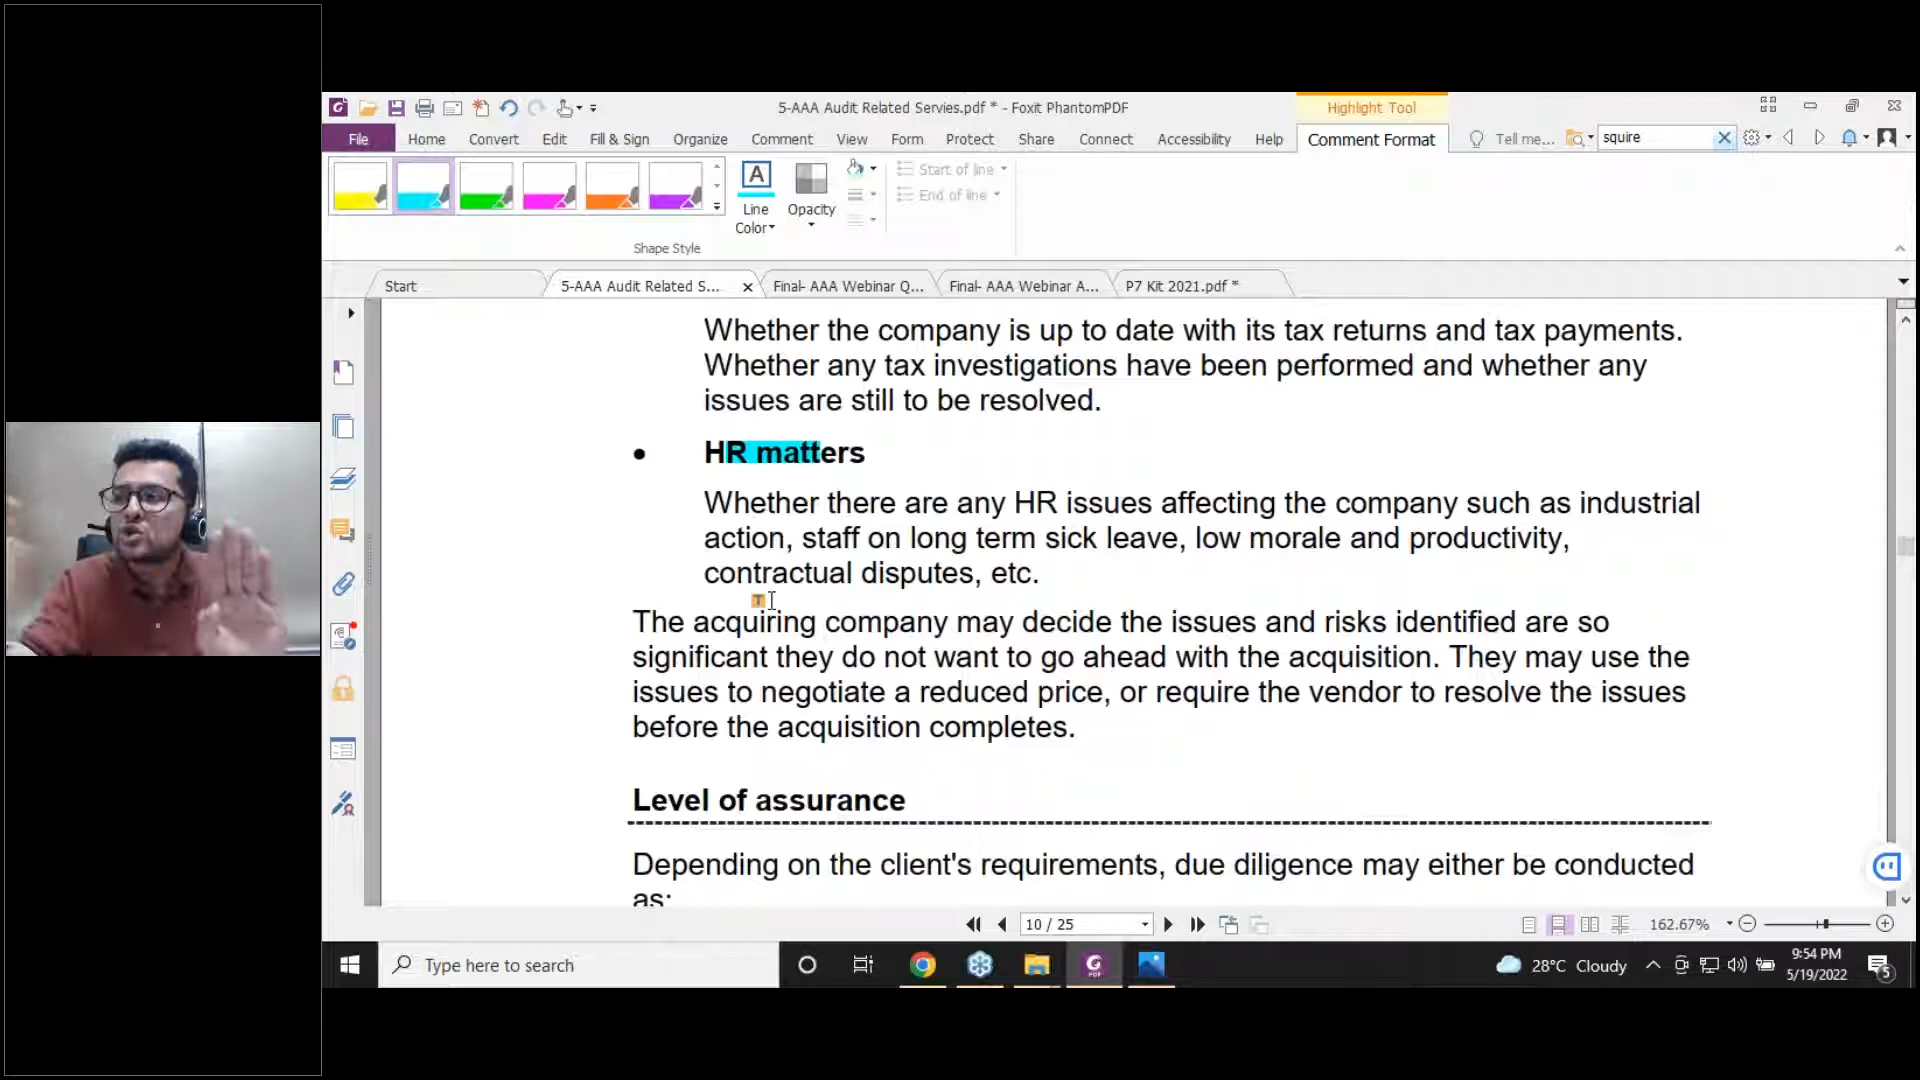 5-AAA Audit Related Servies.pdf * - Foxit PhantomPDF
Highlight Tool
File Home Convert Edit Fill & Sign Organize Comment View Form Protect Share Connect Accessibility Help Comment Format Tell me... squire
Line Color
Opacity
Start of line
End of line
Shape Style
Start
5-AAA Audit Related S...
Final- AAA Webinar Q...
Final- AAA Webinar A...
P7 Kit 2021.pdf *
Whether the company is up to date with its tax returns and tax payments.
Whether any tax investigations have been performed and whether any
issues are still to be resolved.
• HR matters
Whether there are any HR issues affecting the company such as industrial
action, staff on long term sick leave, low morale and productivity,
contractual disputes, etc.
The acquiring company may decide the issues and risks identified are so
significant they do not want to go ahead with the acquisition. They may use the
issues to negotiate a reduced price, or require the vendor to resolve the issues
before the acquisition completes.
Level of assurance
Depending on the client's requirements, due diligence may either be conducted
as:
10 / 25
162.67%
Type here to search
28°C Cloudy
9:54 PM
5/19/2022
5